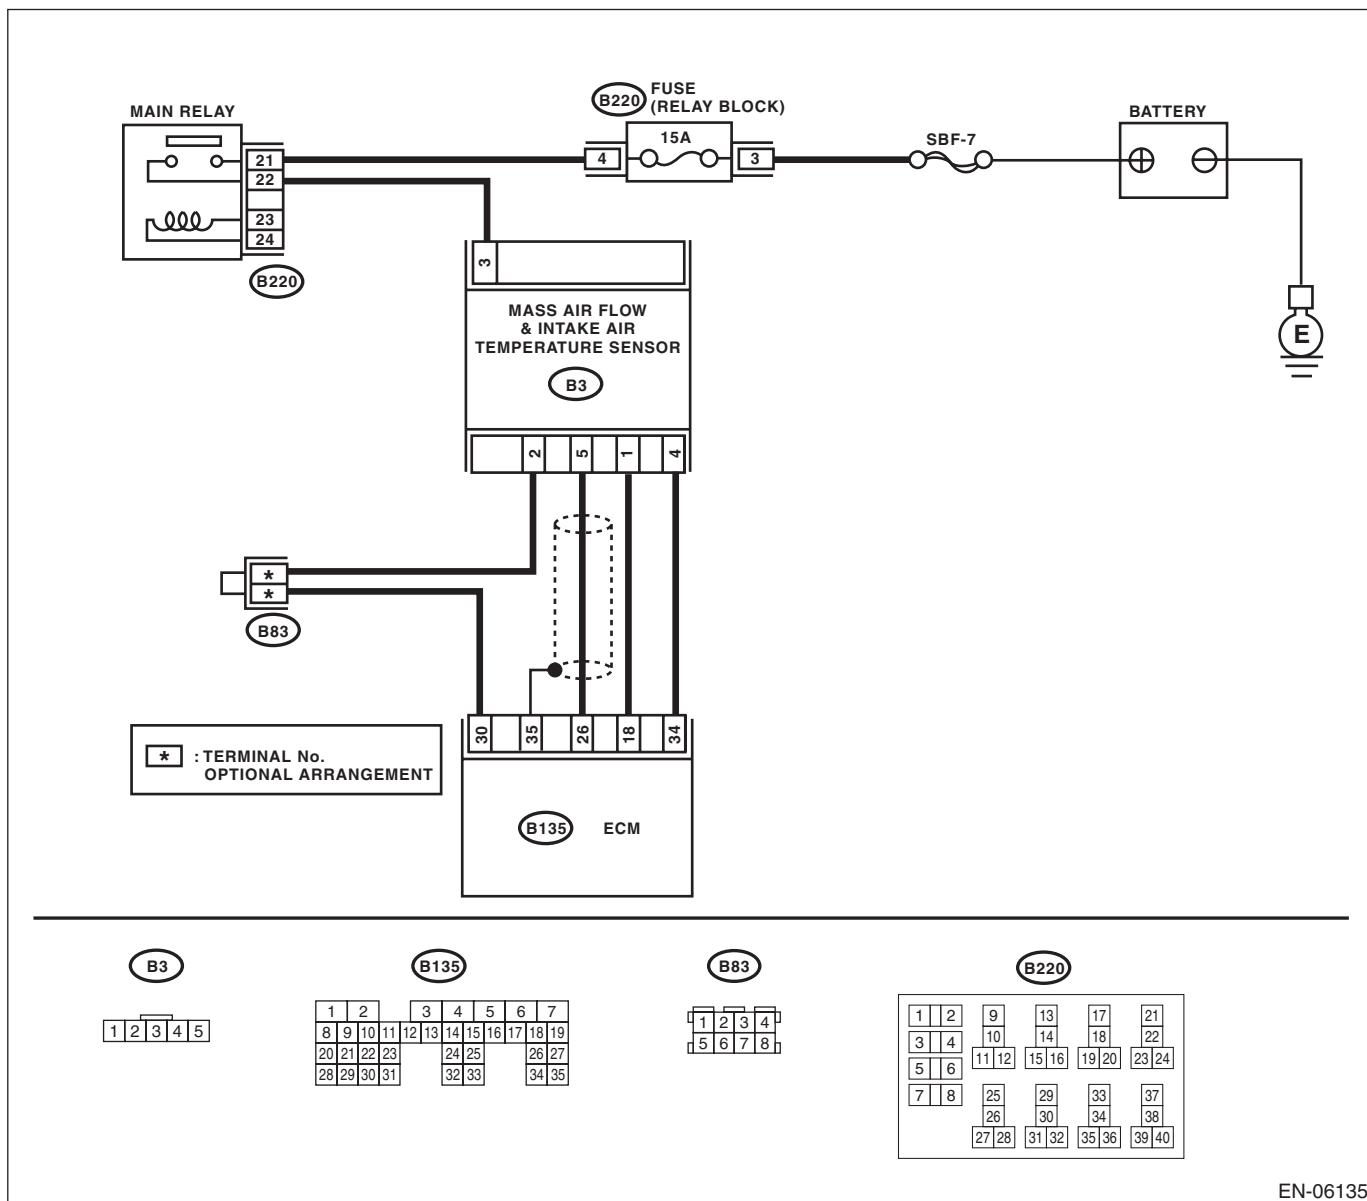 FUSE
B220 (RELAY BLOCK)
MAIN RELAY
BATTERY
15A
SBF-7
21
22
23
24
4
3
B220
E
3
MASS AIR FLOW
& INTAKE AIR
TEMPERATURE SENSOR
B3
2 5 1 4
*
*
B83
30 35 26 18 34
* : TERMINAL No.
OPTIONAL ARRANGEMENT
B135 ECM
B3
1 2 3 4 5
B135
1 2 3 4 5 6 7
8 9 10 11 12 13 14 15 16 17 18 19
20 21 22 23 24 25 26 27
28 29 30 31 32 33 34 35
B83
1 2 3 4
5 6 7 8
B220
1 2 9 13 17 21
3 4 10 14 18 22
11 12 15 16 19 20 23 24
5 6
7 8 25 29 33 37
26 30 34 38
27 28 31 32 35 36 39 40
EN-06135